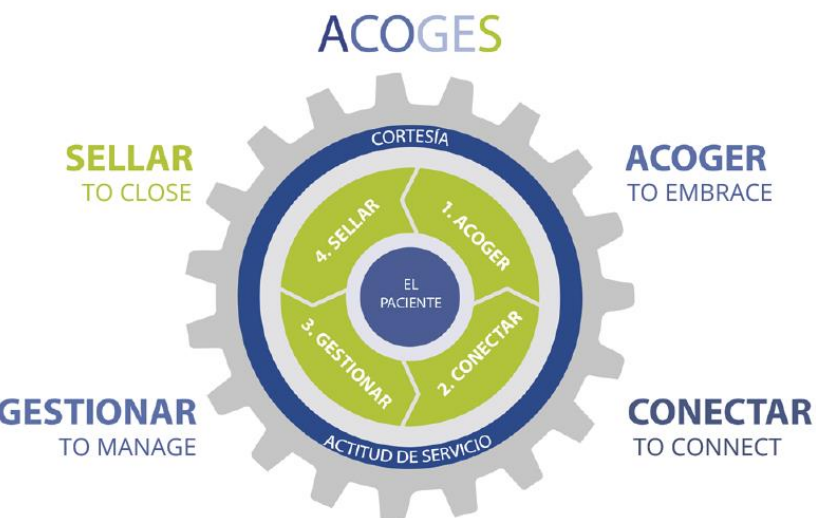 ACOGES
SELLAR
TO CLOSE
ACOGER
TO EMBRACE
CORTESÍA
4. SELLAR
1. ACOGER
EL
PACIENTE
3. GESTIONAR
2. CONECTAR
ACTITUD DE SERVICIO
GESTIONAR
TO MANAGE
CONECTAR
TO CONNECT